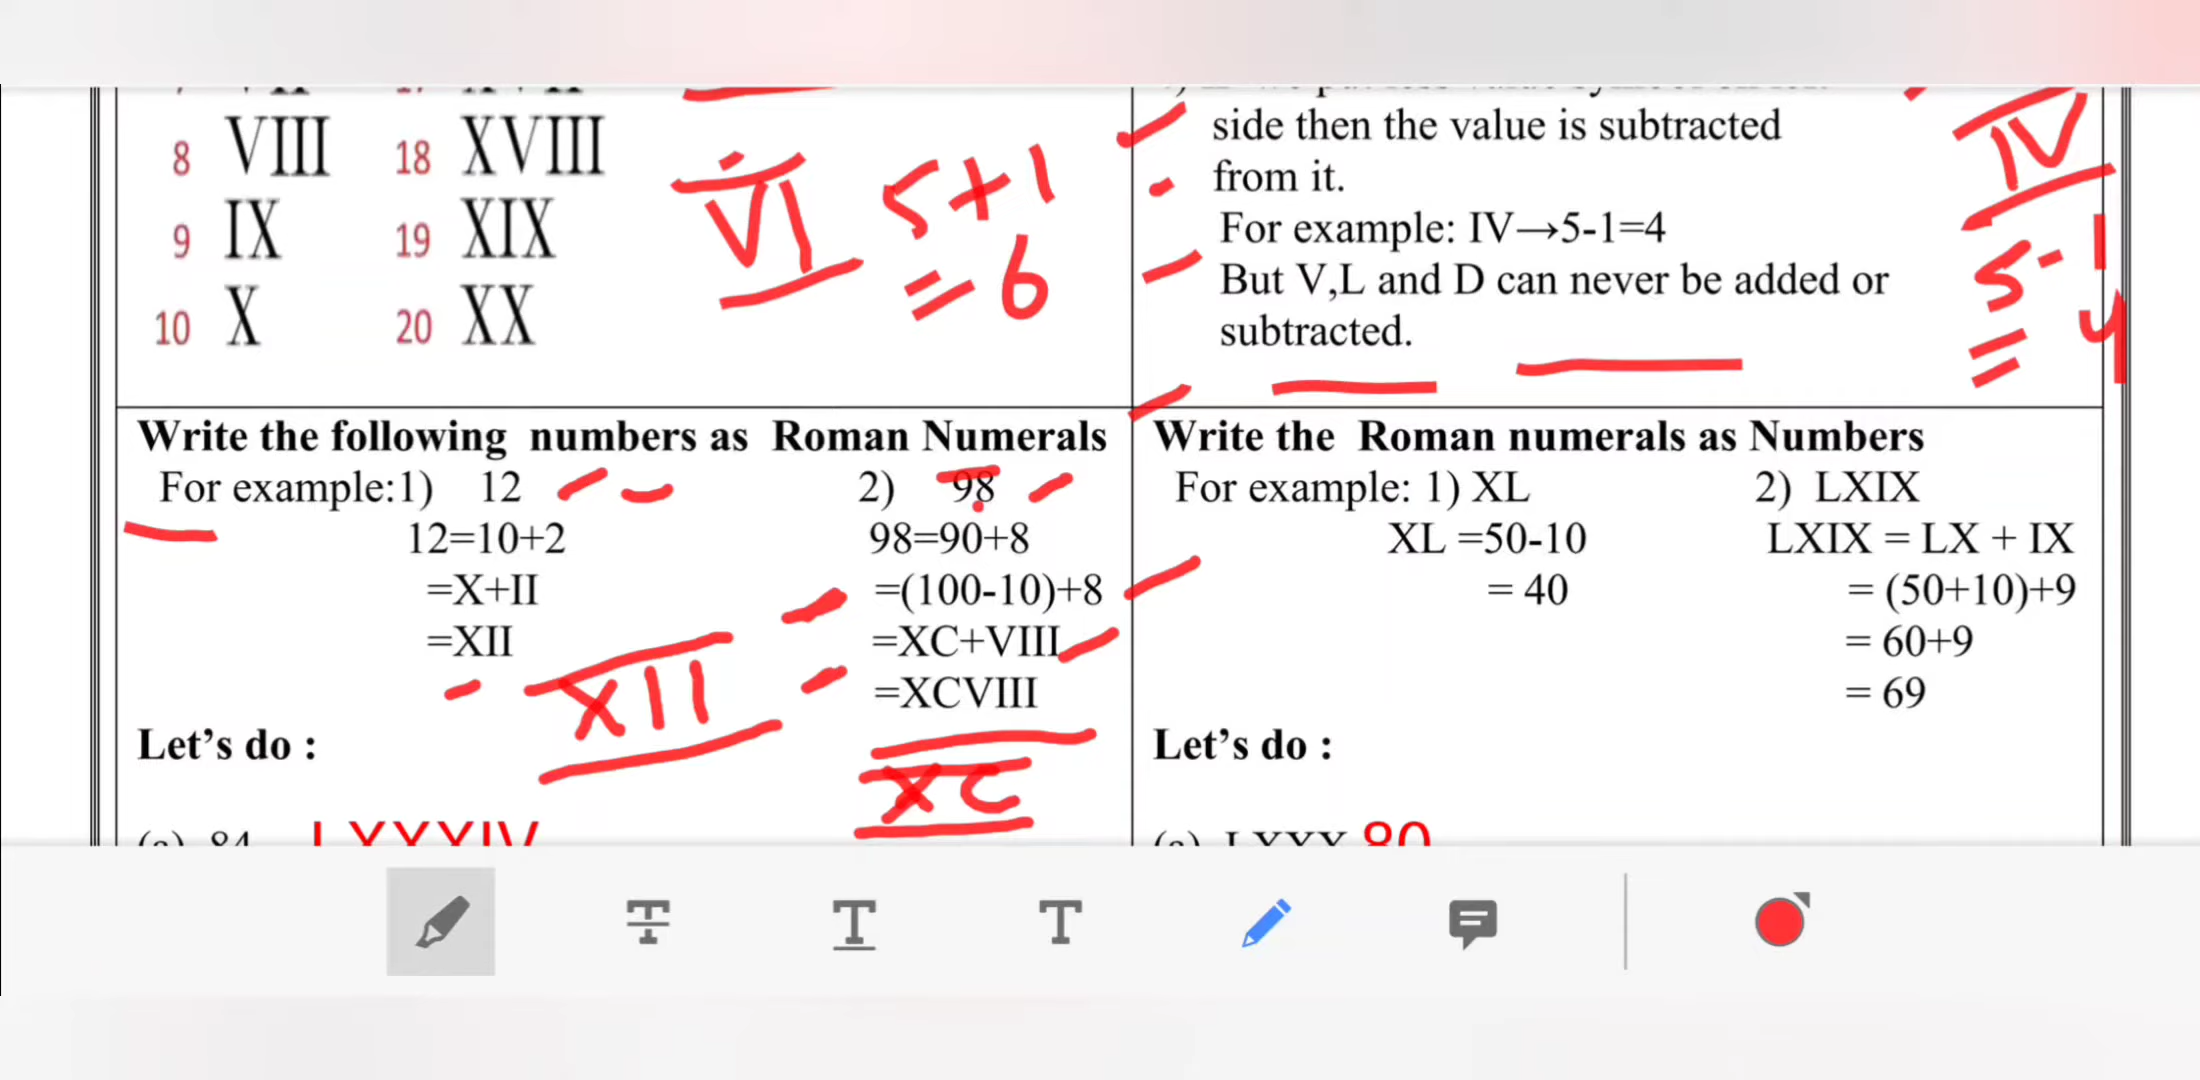 8 VIII 18 XVIII
9 IX 19 XIX
10 X 20 XX
VI 5+1
= 6
side then the value is subtracted
from it.
For example: IV→5-1=4
But V,L and D can never be added or
subtracted.
IV
5-1
= 4
Write the following numbers as Roman Numerals
For example:1) 12 2) 98
12=10+2 98=90+8
=X+II =(100-10)+8
=XII =XC+VIII
XII =XCVIII
XC
Let's do :
(a) 84 LXXXIV
Write the Roman numerals as Numbers
For example: 1) XL 2) LXIX
XL =50-10 LXIX = LX + IX
= 40 = (50+10)+9
= 60+9
= 69
Let's do :
(a) LXXX 80